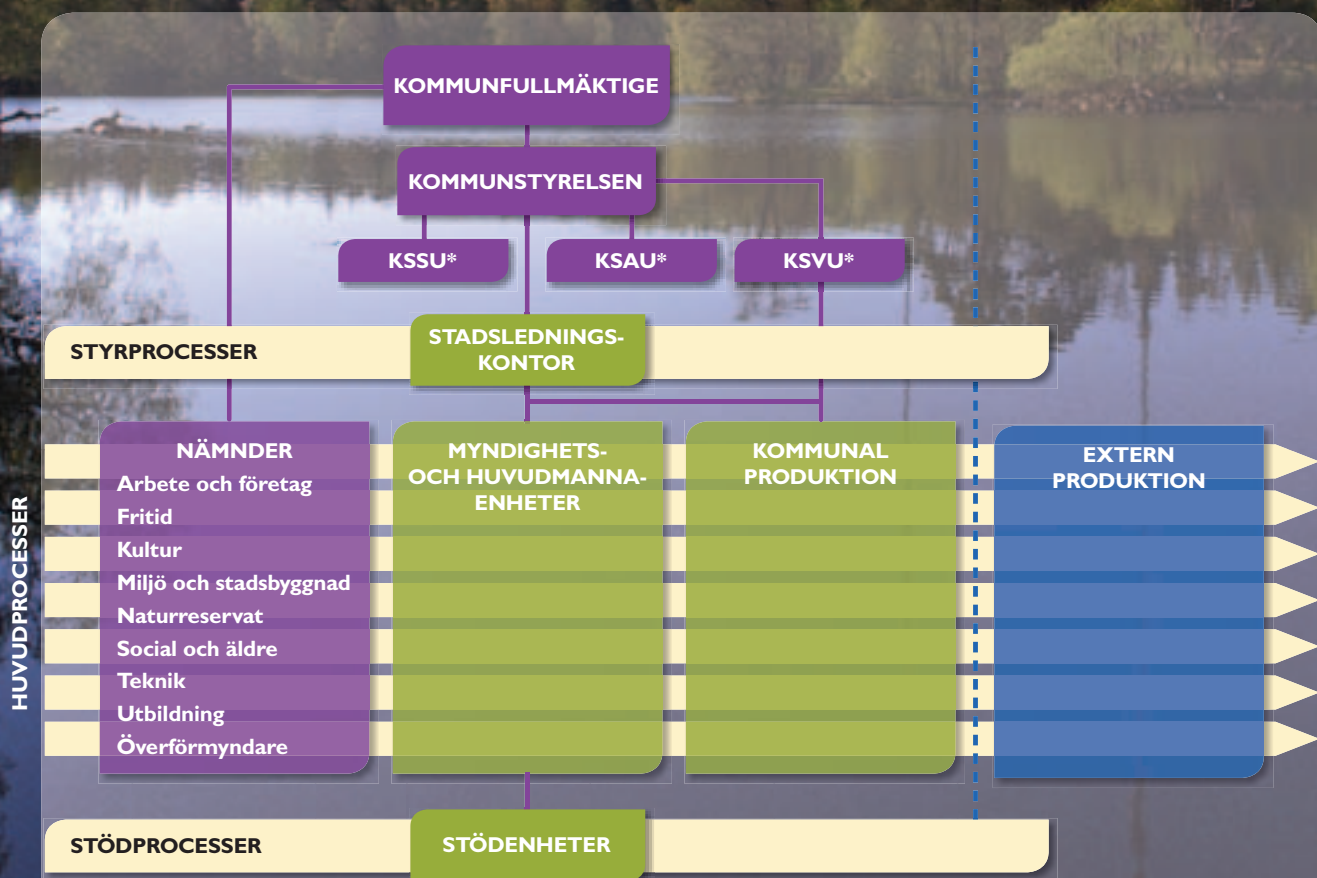 KOMMUNFULLMÄKTIGE
KOMMUNSTYRELSEN
KSSU*
KSAU*
KSVU*
STYRPROCESSER
STADSLEDNINGS-
KONTOR
HUVUDPROCESSER
NÄMNDER
Arbete och företag
Fritid
Kultur
Miljö och stadsbyggnad
Naturreservat
Social och äldre
Teknik
Utbildning
Överförmyndare
MYNDIGHETS-
OCH HUVUDMANNA-
ENHETER
KOMMUNAL
PRODUKTION
EXTERN
PRODUKTION
STÖDPROCESSER
STÖDENHETER